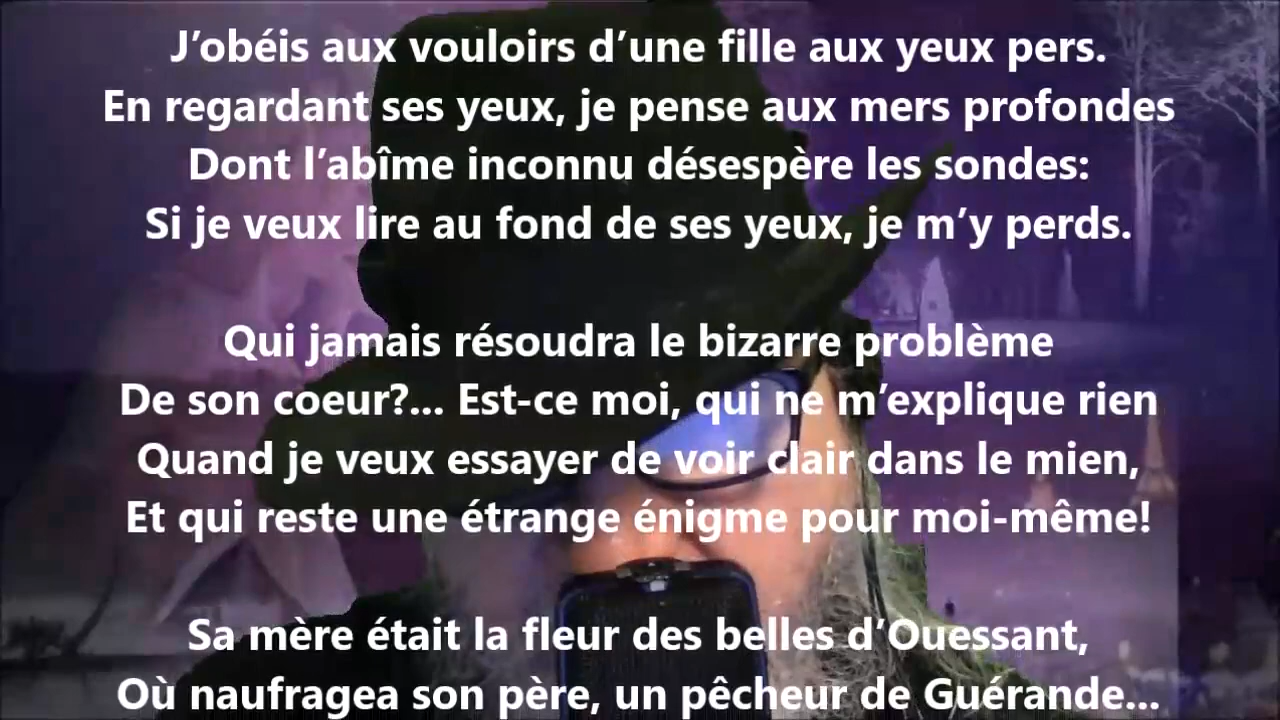 J’obéis aux vouloirs d’une fille aux yeux pers.
En regardant ses yeux, je pense aux mers profondes
Dont l’abîme inconnu désespère les sondes:
Si je veux lire au fond de ses yeux, je m’y perds.
Qui jamais résoudra le bizarre problème
De son coeur?... Est-ce moi, qui ne m’explique rien
Quand je veux essayer de voir clair dans le mien,
Et qui reste une étrange énigme pour moi-même!
Sa mère était la fleur des belles d’Ouessant,
Où naufragea son père, un pêcheur de Guérande...